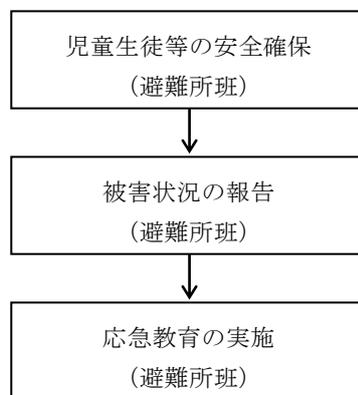 児童生徒等の安全確保
（避難所班）
被害状況の報告
（避難所班）
応急教育の実施
（避難所班）